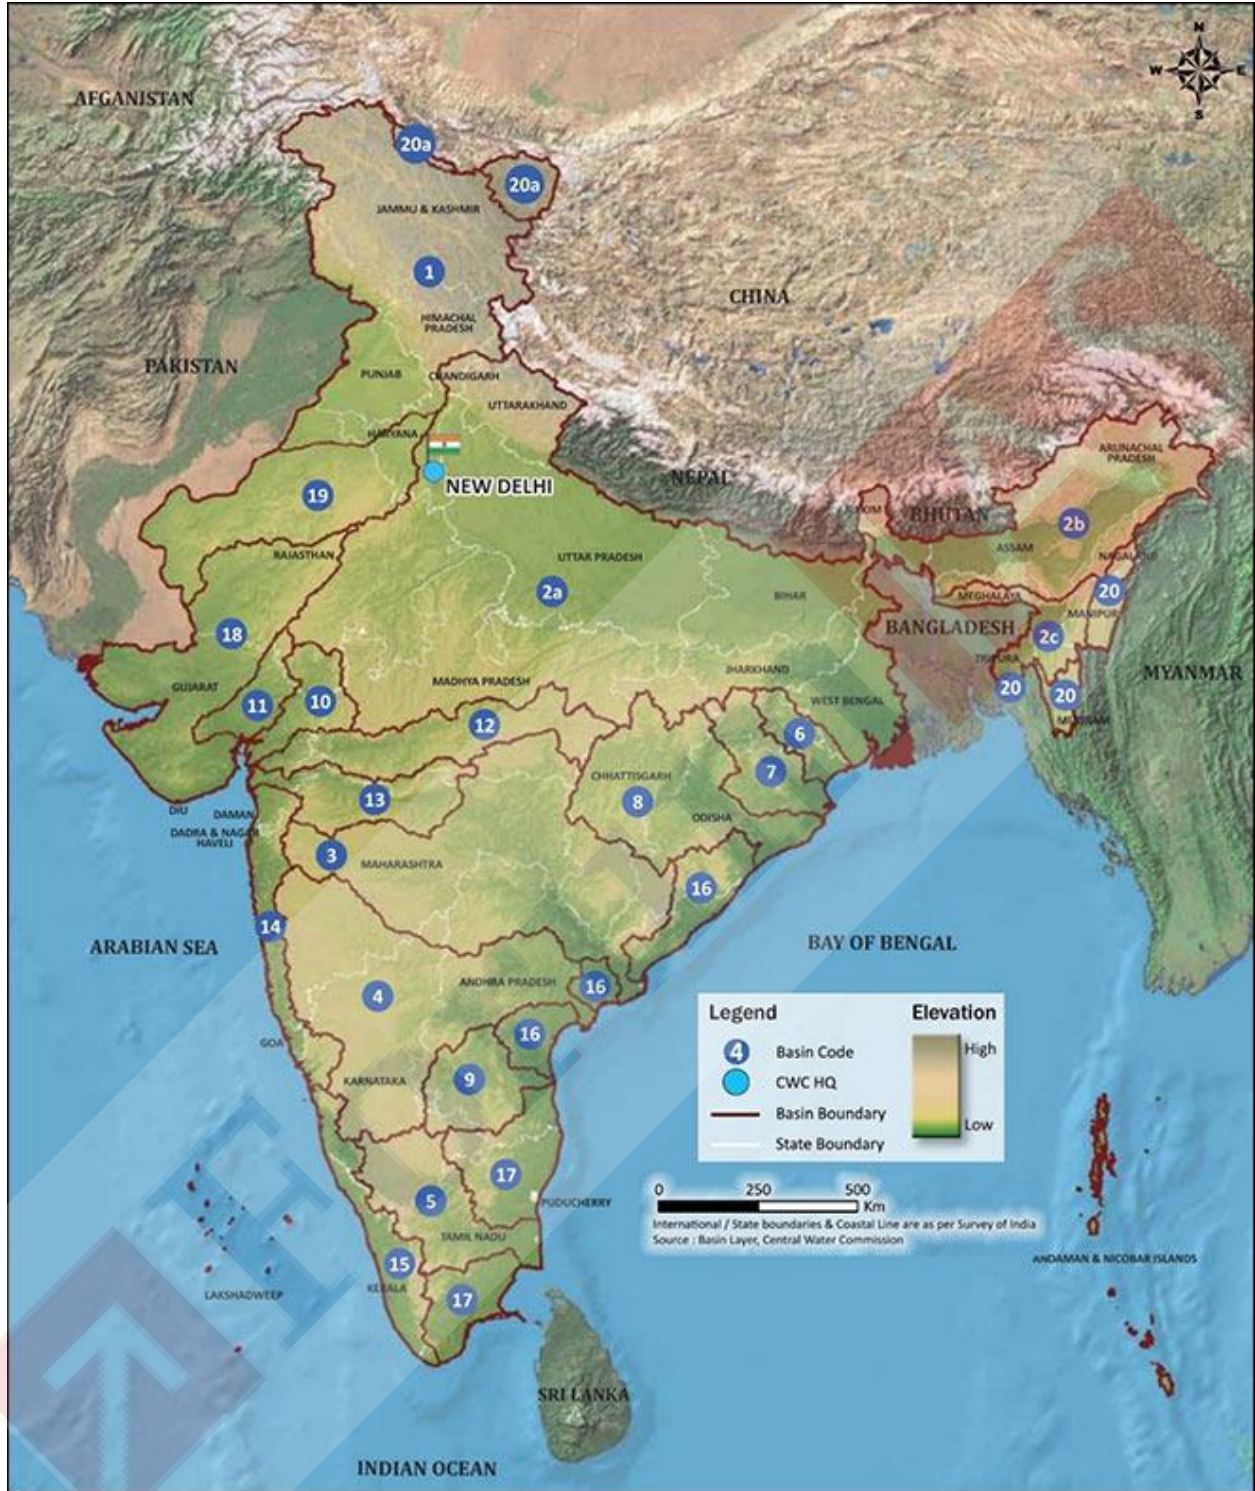 N
W E
S
AFGANISTAN
20a
20a
JAMMU & KASHMIR
1
CHINA
HIMACHAL
PRADESH
PAKISTAN
PUNJAB
CHANDIGARH
UTTARAKHAND
HARYANA
ARUNACHAL
PRADESH
NEPAL
NEW DELHI
19
BHUTAN
2b
ASSAM
NAGALAND
RAJASTHAN
UTTAR PRADESH
2a
BIHAR
20
MEGHALAYA
MANIPUR
BANGLADESH
2c
18
TRIPURA
JHARKHAND
MYANMAR
GUJARAT
MADHYA PRADESH
20
20
11
10
WEST BENGAL
12
6
7
CHHATTISGARH
13
8
DIU
DAMAN
ODISHA
DADRA & NAGAR
HAVELI
3
MAHARASHTRA
16
14
ARABIAN SEA
BAY OF BENGAL
ANDHRA PRADESH
16
4
Legend
Elevation
16
GOA
4
Basin Code
High
KARNATAKA
9
CWC HQ
Basin Boundary
Low
State Boundary
17
0 250 500
Km
5
PUDUCHERRY
International / State boundaries & Coastal Line are as per Survey of India
TAMIL NADU
Source : Basin Layer, Central Water Commission
15
ANDAMAN & NICOBAR ISLANDS
KERALA
LAKSHADWEEP
17
SRI LANKA
INDIAN OCEAN